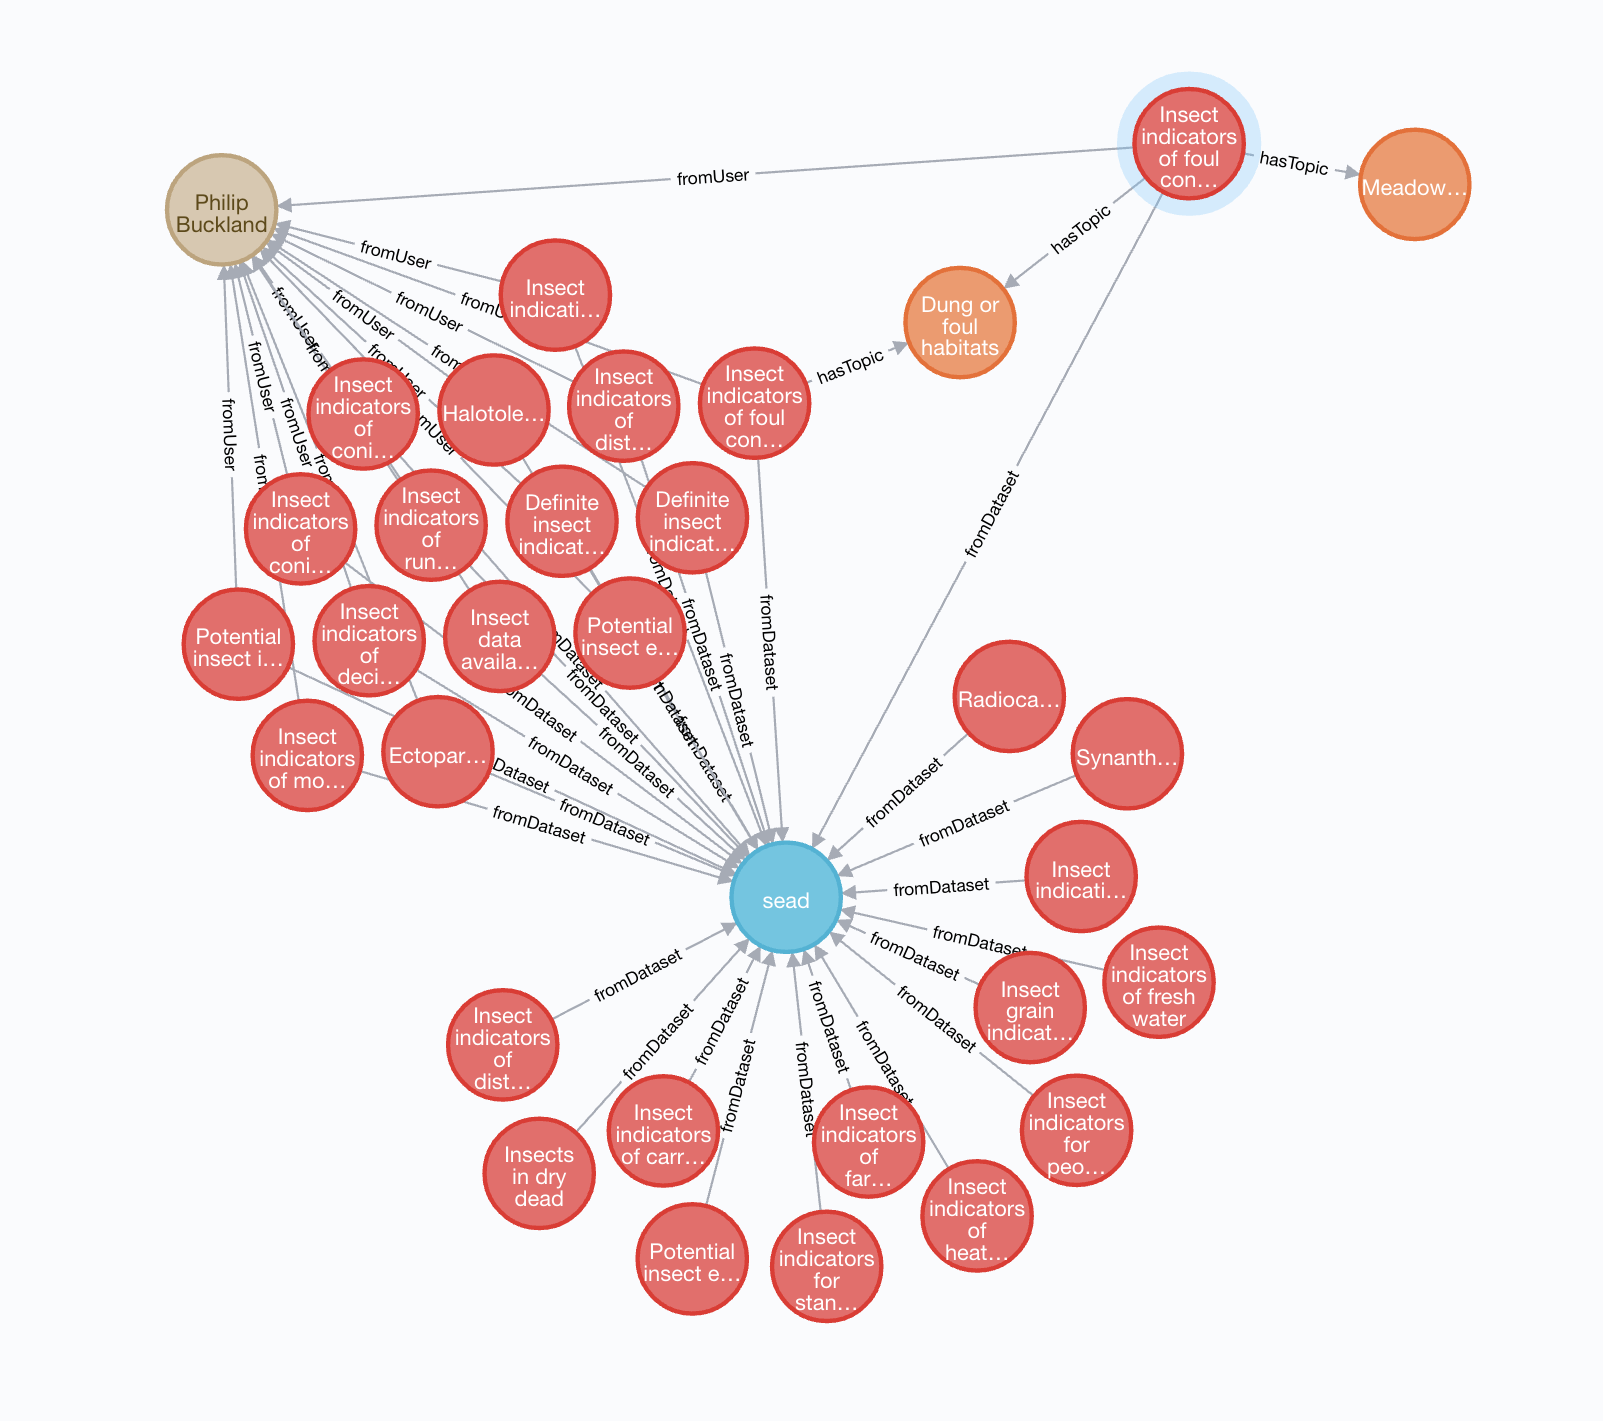 Insect
indicators
of foul
con…
hasTopic
Meadow…
fromUser
Philip
Buckland
hasTopic
Dung or
foul
habitats
fromUser
Insect
indicati…
fromUser
fromUser
fromUser
fromUser
hasTopic
Insect
indicators
of
coni…
Halotole…
Insect
indicators
of
dist…
Insect
indicators
of foul
con…
fromUser
fromUser
fromUser
fromDataset
Insect
indicators
of
coni…
Insect
indicators
of
run…
Definite
insect
indicat…
Definite
insect
indicat…
Potential
insect i…
Insect
indicators
of
deci…
Insect
data
availa…
Potential
insect e…
fromDataset
fromDataset
fromDataset
Insect
indicators
of mo…
Ectopar…
fromDataset
fromDataset
fromDataset
fromDataset
fromDataset
Radioca…
Synanth…
fromDataset
fromDataset
sead
fromDataset
Insect
indicati…
fromDataset
fromDataset
Insect
indicators
of fresh
water
Insect
grain
indicat…
fromDataset
fromDataset
fromDataset
fromDataset
fromDataset
fromDataset
fromDataset
fromDataset
Insect
indicators
of
dist…
Insects
in dry
dead
Insect
indicators
of carr…
Insect
indicators
of
far…
Insect
indicators
for
peo…
Potential
insect e…
Insect
indicators
for
stan…
Insect
indicators
of
heat…